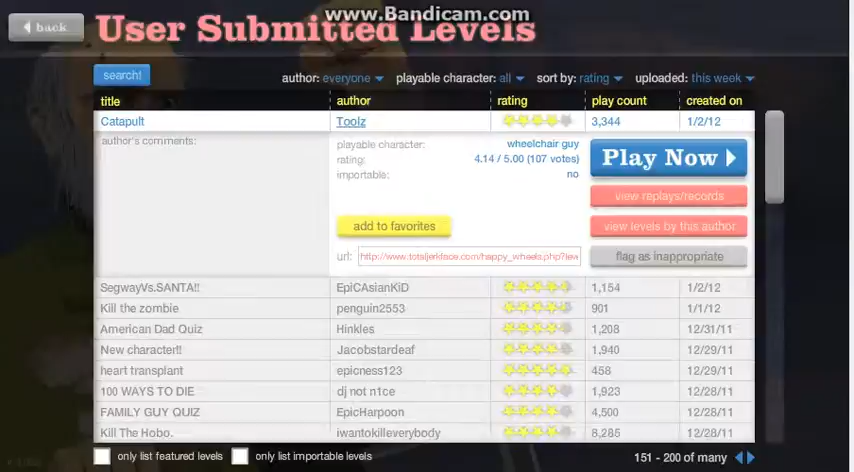 www.Bandicam.com
back
User Submitted Levels
search!
author: everyone playable character: all sort by: rating uploaded: this week
title author rating play count created on
Catapult Toolz 3,344 1/2/12
author's comments:
playable character: wheelchair guy
rating: 4.14 / 5.00 (107 votes)
importable: no
Play Now
view replays/records
add to favorites
view levels by this author
url: http://www.totaljerkface.com/happy_wheels.php?lev
flag as inappropriate
SegwayVs.SANTA!! EpiCAsianKiD 1,154 1/2/12
Kill the zombie penguin2553 901 1/1/12
American Dad Quiz Hinkles 1,208 12/31/11
New character!! Jacobstardeaf 1,940 12/29/11
heart transplant epicness123 458 12/29/11
100 WAYS TO DIE dj not n1ce 1,923 12/28/11
FAMILY GUY QUIZ EpicHarpoon 4,500 12/28/11
Kill The Hobo. iwantokilleverybody 8,285 12/28/11
only list featured levels only list importable levels 151 - 200 of many